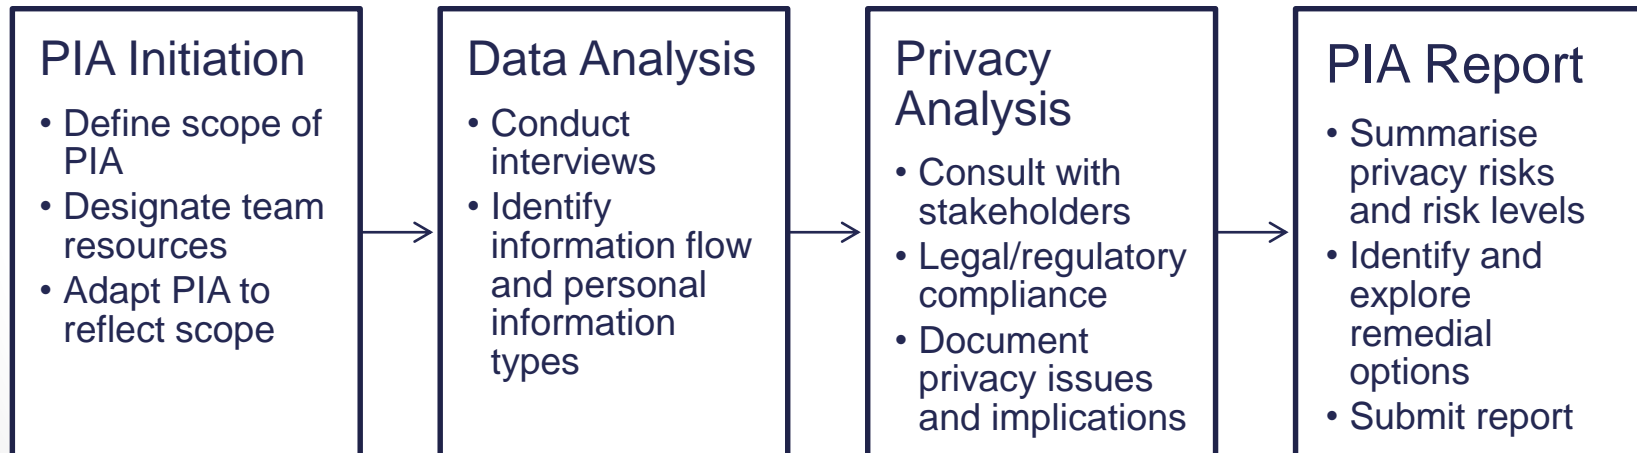 PIA Initiation
• Define scope of
PIA
• Designate team
resources
• Adapt PIA to
reflect scope
Data Analysis
• Conduct
interviews
• Identify
information flow
and personal
information
types
Privacy
Analysis
• Consult with
stakeholders
• Legal/regulatory
compliance
• Document
privacy issues
and implications
PIA Report
• Summarise
privacy risks
and risk levels
• Identify and
explore
remedial
options
• Submit report